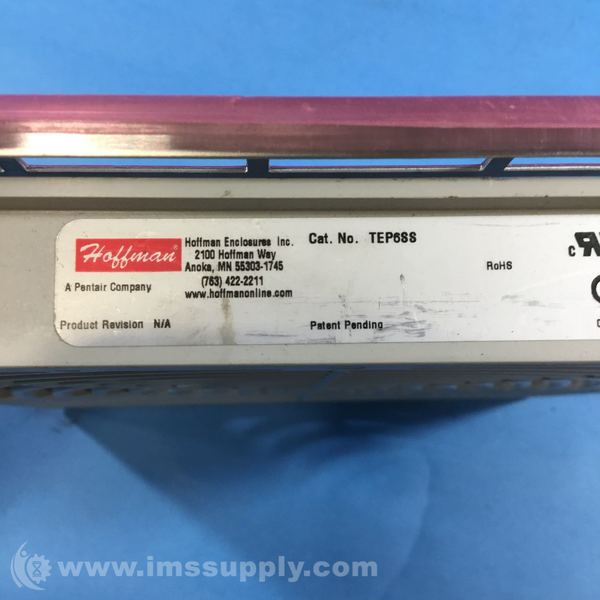 Hoffman®
Hoffman Enclosures Inc.
2100 Hoffman Way
Anoka, MN 55303-1745
(763) 422-2211
www.hoffmanonline.com
A Pentair Company
Product Revision N/A
Cat. No. TEP6SS
RoHS
Patent Pending
c
www.imssupply.com